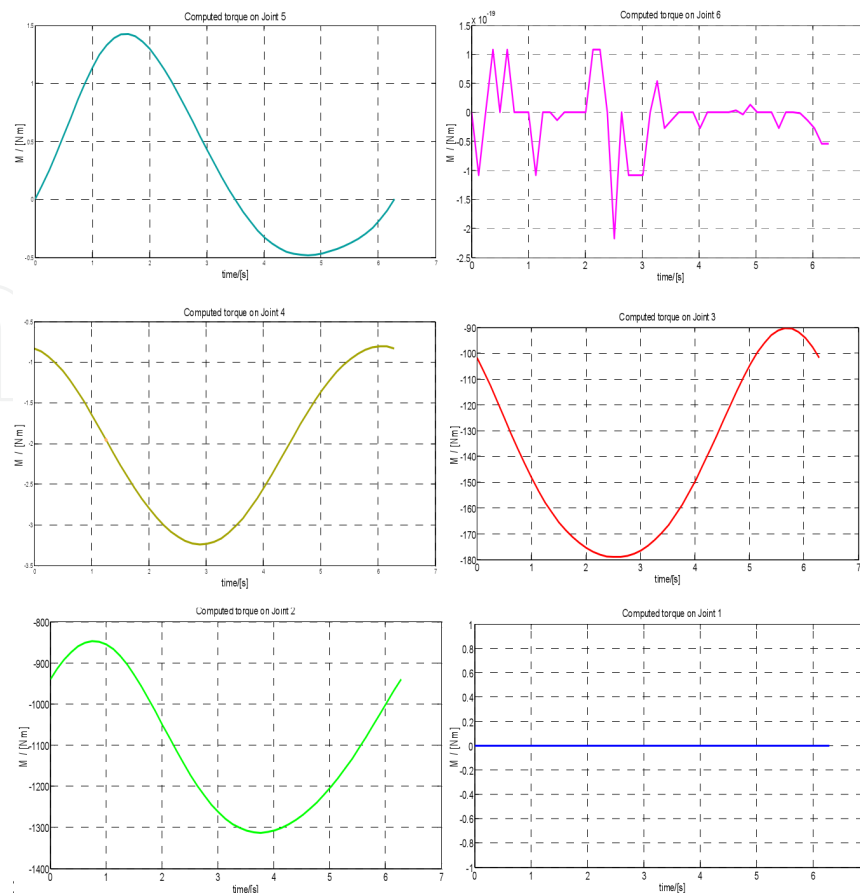 Computed torque on Joint 5
1.5
1
0.5
0
-0.5
M / [Nm]
0 1 2 3 4 5 6 7
time/[s]
Computed torque on Joint 6
x 10 -19
1.5
1
0.5
0
-0.5
-1
-1.5
-2
-2.5
M / [Nm]
0 1 2 3 4 5 6
time/[s]
Computed torque on Joint 4
-0.5
-1
-1.5
-2
-2.5
-3
-3.5
M / [Nm]
0 1 2 3 4 5 6 7
time/[s]
Computed torque on Joint 3
-90
-100
-110
-120
-130
-140
-150
-160
-170
-180
M / [Nm]
0 1 2 3 4 5 6 7
time/[s]
Computed torque on Joint 2
-800
-900
-1000
-1100
-1200
-1300
-1400
M / [Nm]
0 1 2 3 4 5 6 7
time/[s]
Computed torque on Joint 1
1
0.8
0.6
0.4
0.2
0
-0.2
-0.4
-0.6
-0.8
-1
M / [Nm]
0 1 2 3 4 5 6
time/[s]